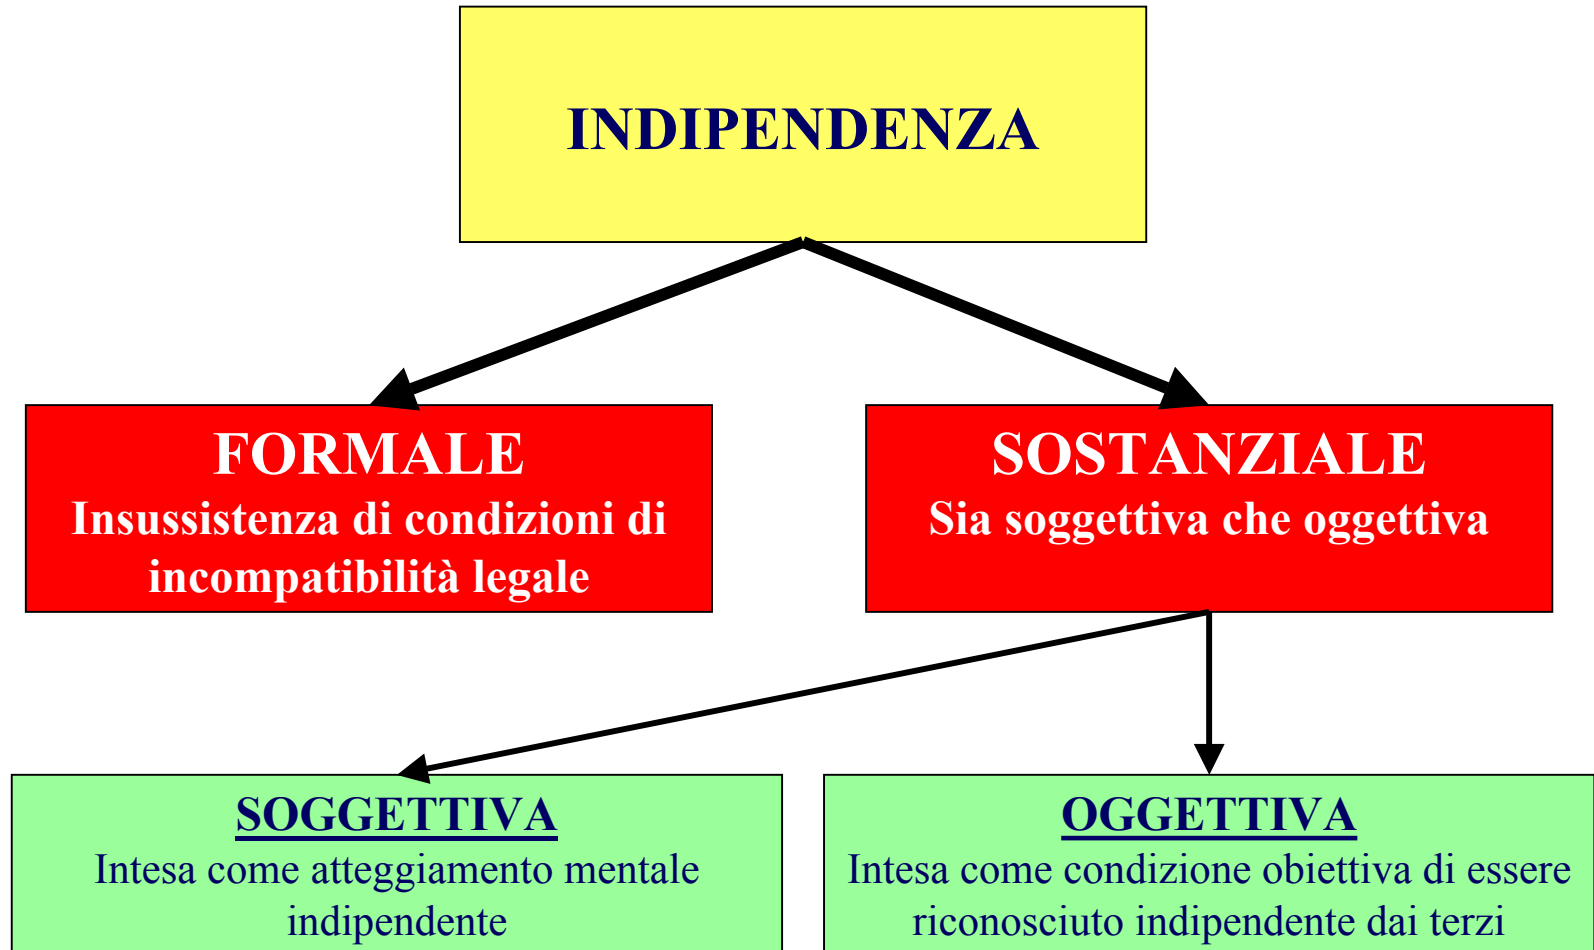 INDIPENDENZA
FORMALE
Insussistenza di condizioni di
incompatibilità legale
SOSTANZIALE
Sia soggettiva che oggettiva
SOGGETTIVA
Intesa come atteggiamento mentale
indipendente
OGGETTIVA
Intesa come condizione obiettiva di essere
riconosciuto indipendente dai terzi